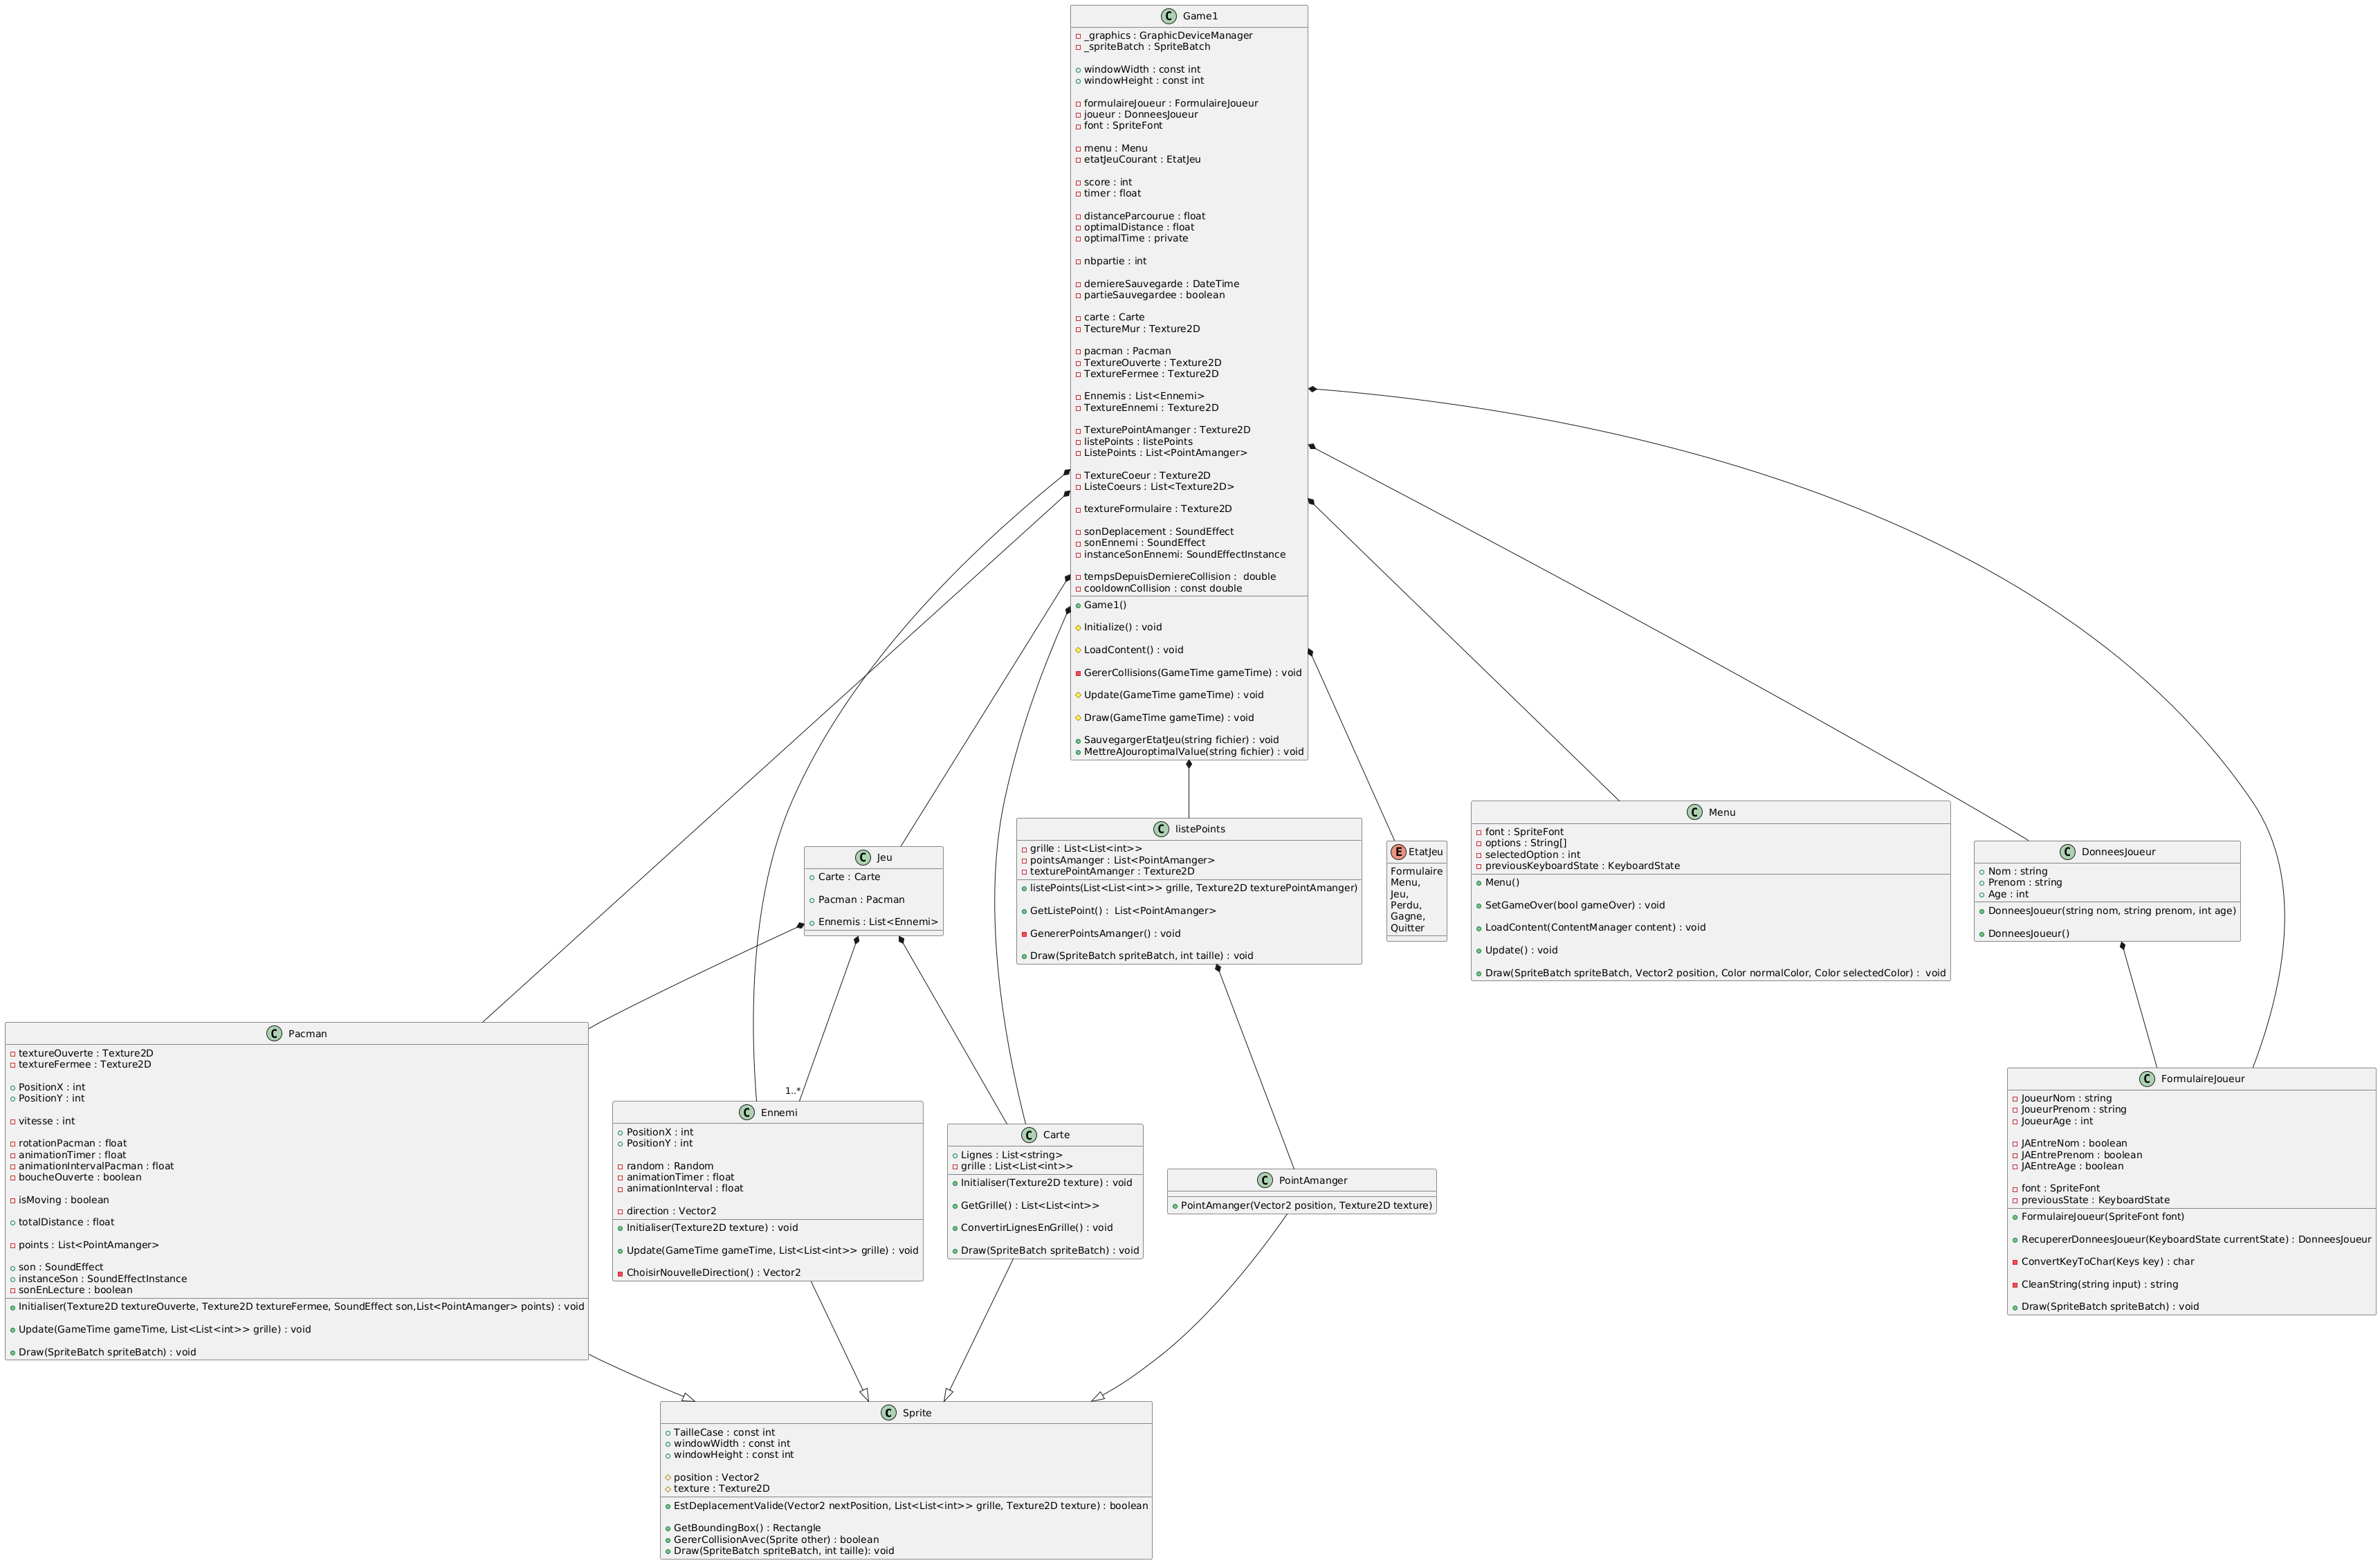 C Game1
_graphics : GraphicDeviceManager
_spriteBatch : SpriteBatch
windowWidth : const int
windowHeight : const int
formulaireJoueur : FormulaireJoueur
joueur : DonneesJoueur
font : SpriteFont
menu : Menu
etatJeuCourant : EtatJeu
score : int
timer : float
distanceParcourue : float
optimalDistance : float
optimalTime : private
nbpartie : int
derniereSauvegarde : DateTime
partieSauvegardee : boolean
carte : Carte
TectureMur : Texture2D
pacman : Pacman
TextureOuverte : Texture2D
TextureFermee : Texture2D
Ennemis : List<Ennemi>
TextureEnnemi : Texture2D
TexturePointAmanger : Texture2D
listePoints : listePoints
ListePoints : List<PointAmanger>
TextureCoeur : Texture2D
ListeCoeurs : List<Texture2D>
textureFormulaire : Texture2D
sonDeplacement : SoundEffect
sonEnnemi : SoundEffect
instanceSonEnnemi: SoundEffectInstance
tempsDepuisDerniereCollision :  double
cooldownCollision : const double
Game1()
Initialize() : void
LoadContent() : void
GererCollisions(GameTime gameTime) : void
Update(GameTime gameTime) : void
Draw(GameTime gameTime) : void
SauvegargerEtatJeu(string fichier) : void
MettreAJouroptimalValue(string fichier) : void
C Jeu
Carte : Carte
Pacman : Pacman
Ennemis : List<Ennemi>
C listePoints
grille : List<List<int>>
pointsAmanger : List<PointAmanger>
texturePointAmanger : Texture2D
listePoints(List<List<int>> grille, Texture2D texturePointAmanger)
GetListePoint() :  List<PointAmanger>
GenererPointsAmanger() : void
Draw(SpriteBatch spriteBatch, int taille) : void
E EtatJeu
Formulaire
Menu,
Jeu,
Perdu,
Gagne,
Quitter
C Menu
font : SpriteFont
options : String[]
selectedOption : int
previousKeyboardState : KeyboardState
Menu()
SetGameOver(bool gameOver) : void
LoadContent(ContentManager content) : void
Update() : void
Draw(SpriteBatch spriteBatch, Vector2 position, Color normalColor, Color selectedColor) :  void
C DonneesJoueur
Nom : string
Prenom : string
Age : int
DonneesJoueur(string nom, string prenom, int age)
DonneesJoueur()
C Pacman
textureOuverte : Texture2D
textureFermee : Texture2D
PositionX : int
PositionY : int
vitesse : int
rotationPacman : float
animationTimer : float
animationIntervalPacman : float
boucheOuverte : boolean
isMoving : boolean
totalDistance : float
points : List<PointAmanger>
son : SoundEffect
instanceSon : SoundEffectInstance
sonEnLecture : boolean
Initialiser(Texture2D textureOuverte, Texture2D textureFermee, SoundEffect son,List<PointAmanger> points) : void
Update(GameTime gameTime, List<List<int>> grille) : void
Draw(SpriteBatch spriteBatch) : void
1..*
C Ennemi
PositionX : int
PositionY : int
random : Random
animationTimer : float
animationInterval : float
direction : Vector2
Initialiser(Texture2D texture) : void
Update(GameTime gameTime, List<List<int>> grille) : void
ChoisirNouvelleDirection() : Vector2
C Carte
Lignes : List<string>
grille : List<List<int>>
Initialiser(Texture2D texture) : void
GetGrille() : List<List<int>>
ConvertirLignesEnGrille() : void
Draw(SpriteBatch spriteBatch) : void
C PointAmanger
PointAmanger(Vector2 position, Texture2D texture)
C FormulaireJoueur
JoueurNom : string
JoueurPrenom : string
JoueurAge : int
JAEntreNom : boolean
JAEntrePrenom : boolean
JAEntreAge : boolean
font : SpriteFont
previousState : KeyboardState
FormulaireJoueur(SpriteFont font)
RecupererDonneesJoueur(KeyboardState currentState) : DonneesJoueur
ConvertKeyToChar(Keys key) : char
CleanString(string input) : string
Draw(SpriteBatch spriteBatch) : void
C Sprite
TailleCase : const int
windowWidth : const int
windowHeight : const int
position : Vector2
texture : Texture2D
EstDeplacementValide(Vector2 nextPosition, List<List<int>> grille, Texture2D texture) : boolean
GetBoundingBox() : Rectangle
GererCollisionAvec(Sprite other) : boolean
Draw(SpriteBatch spriteBatch, int taille): void